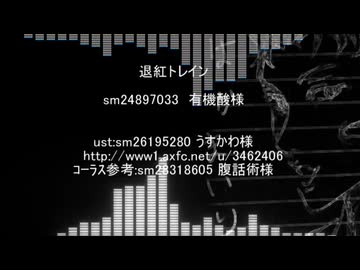 退紅トレイン
sm24897033　有機酸様
ust:sm26195280 うすかわ様
http://www1.axfc.net/u/3462406
ｺｰﾗｽ参考:sm28318605 腹話術様